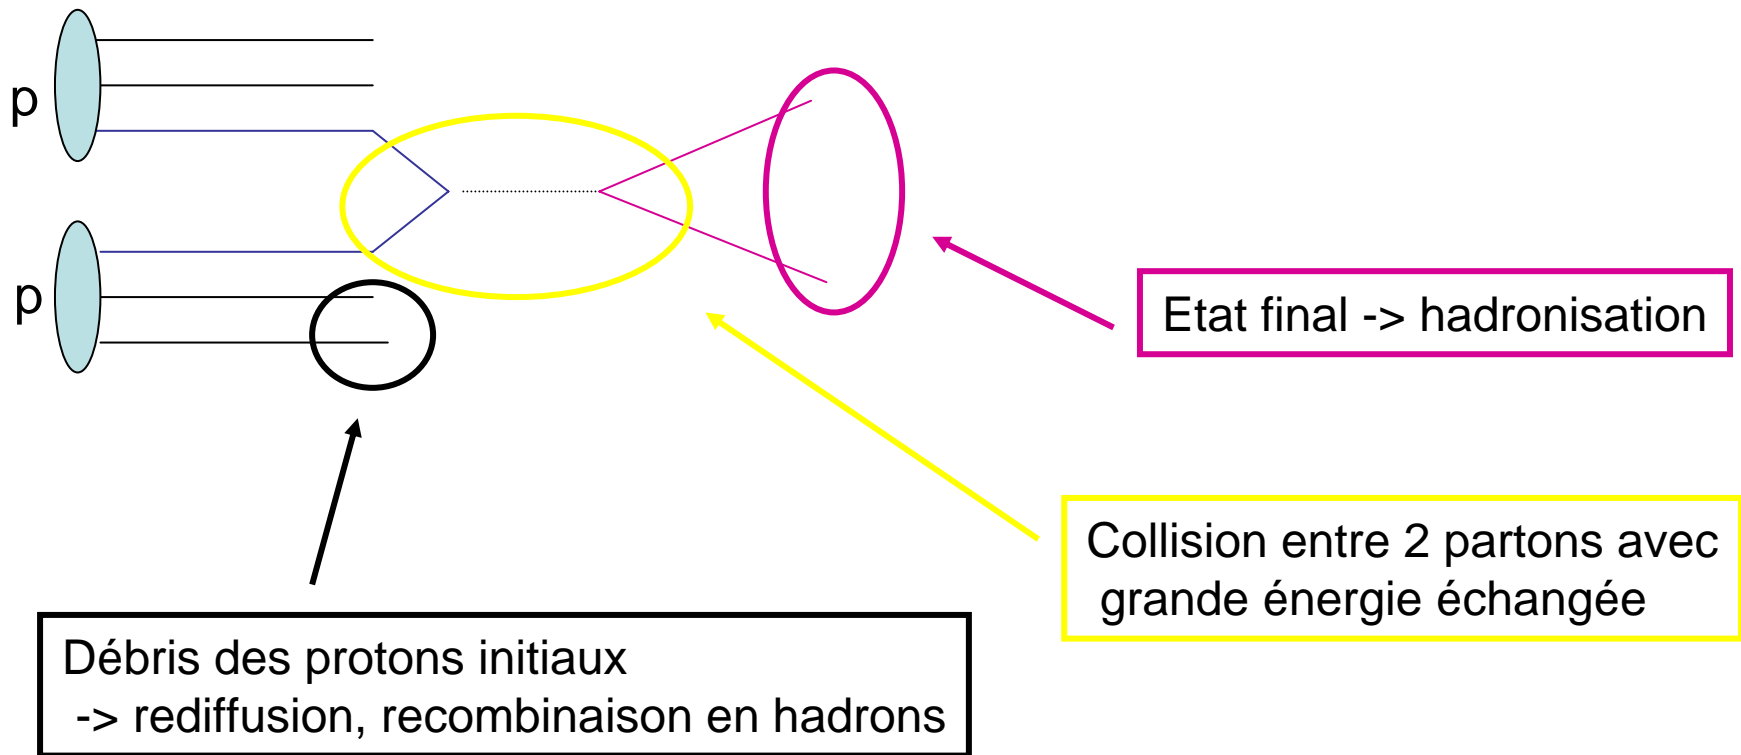 p
p
Etat final -> hadronisation
Collision entre 2 partons avec
grande énergie échangée
Débris des protons initiaux
-> rediffusion, recombinaison en hadrons